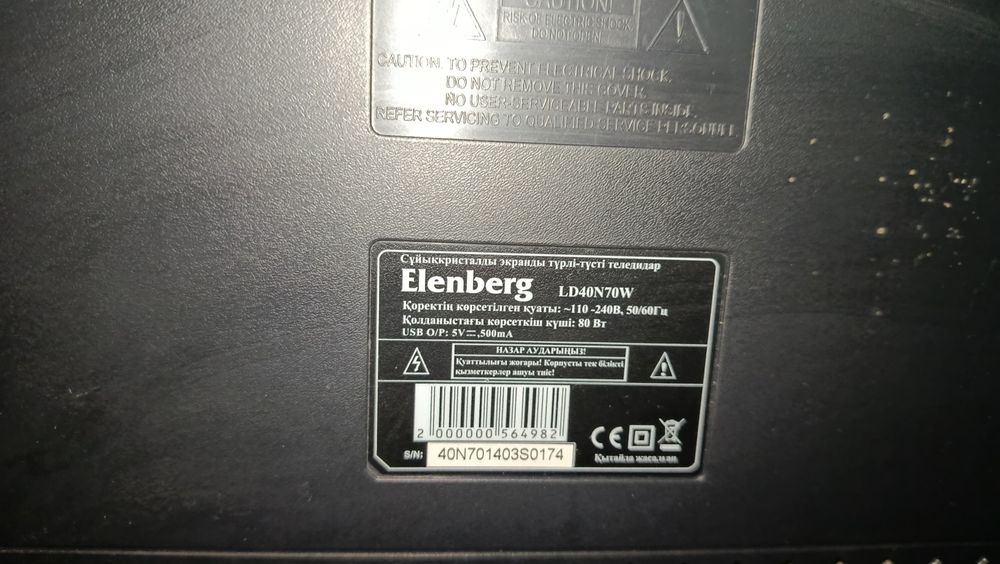 CAUTION!
RISK OF ELECTRIC SHOCK
DO NOT OPEN
CAUTION. TO PREVENT ELECTRICAL SHOCK,
DO NOT REMOVE THIS COVER.
NO USER-SERVICEABLE PARTS INSIDE.
REFER SERVICING TO QUALIFIED SERVICE PERSONUEL
Сұйыққристалды экранды түрлі-түсті теледидар
Elenberg LD40N70W
Қоректің көрсетілген қуаты: ~110 -240В, 50/60Гц
Қолданыстағы көрсеткіш күші: 80 Вт
USB O/P: 5V⎓,500mA
НАЗАР АУДАРЫҢЫЗ!
Қуаттылығы жоғары! Корпусты тек білікті
қызметкерлер ашуы тиіс!
2 000000 564982
S/N: 40N701403S0174
CE
Қытайда жасалған